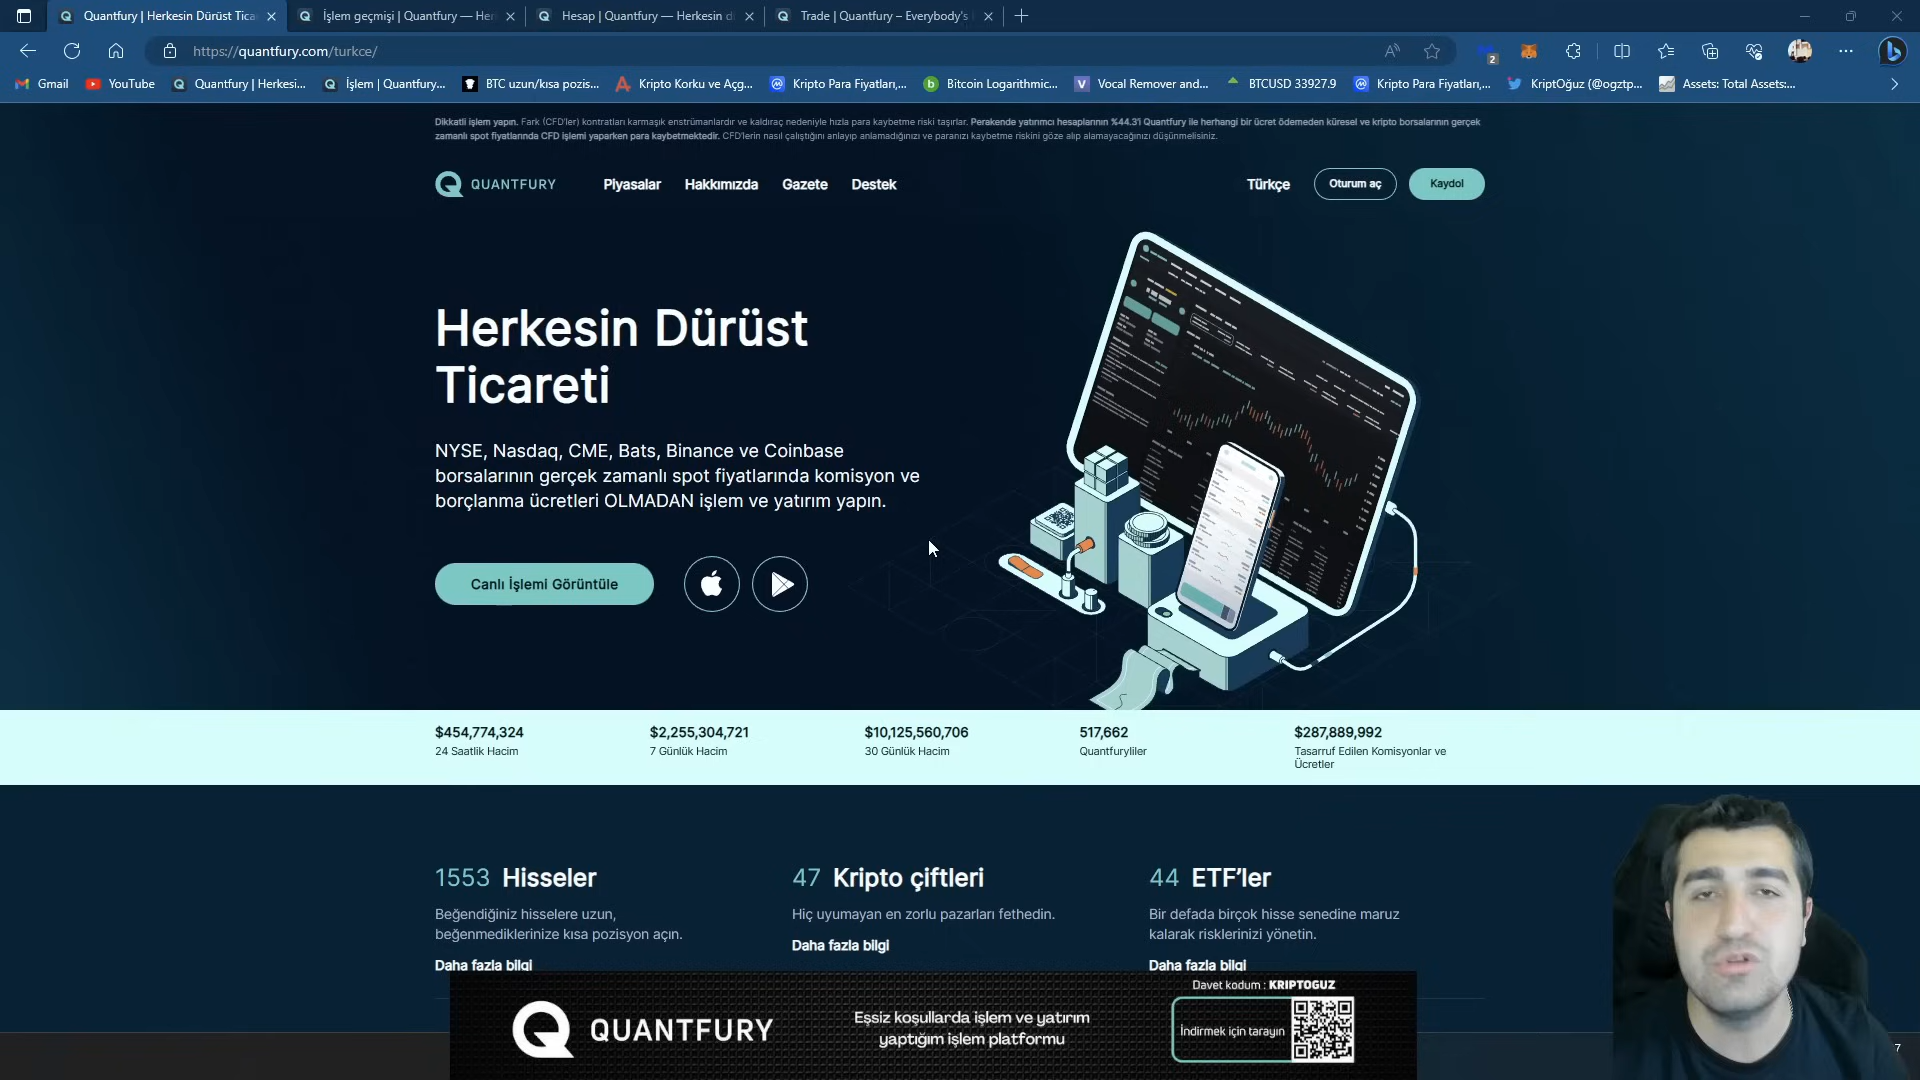 Quantfury | Herkesin Dürüst Tica
İşlem geçmişi | Quantfury — Her
Hesap | Quantfury — Herkesin d
Trade | Quantfury – Everybody's
https://quantfury.com/turkce/
2
Gmail
YouTube
Quantfury | Herkesi...
İşlem | Quantfury...
BTC uzun/kısa pozis...
Kripto Korku ve Açg...
Kripto Para Fiyatları,...
Bitcoin Logarithmic...
Vocal Remover and...
BTCUSD 33927.9
Kripto Para Fiyatları,...
KriptOğuz (@ogztp...
Assets: Total Assets:...
Dikkatli işlem yapın. Fark (CFD'ler) kontratları karmaşık enstrümanlardır ve kaldıraç nedeniyle hızla para kaybetme riski taşırlar. Perakende yatırımcı hesaplarının %44.3'i Quantfury ile herhangi bir ücret ödemeden küresel ve kripto borsalarının gerçek
zamanlı spot fiyatlarında CFD işlemi yaparken para kaybetmektedir. CFD'lerin nasıl çalıştığını anlayıp anlamadığınızı ve paranızı kaybetme riskini göze alıp alamayacağınızı düşünmelisiniz.
QUANTFURY
Piyasalar
Hakkımızda
Gazete
Destek
Türkçe
Oturum aç
Kaydol
Herkesin Dürüst
Ticareti
NYSE, Nasdaq, CME, Bats, Binance ve Coinbase
borsalarının gerçek zamanlı spot fiyatlarında komisyon ve
borçlanma ücretleri OLMADAN işlem ve yatırım yapın.
Canlı İşlemi Görüntüle
$454,774,324
24 Saatlik Hacim
$2,255,304,721
7 Günlük Hacim
$10,125,560,706
30 Günlük Hacim
517,662
Quantfuryliler
$287,889,992
Tasarruf Edilen Komisyonlar ve
Ücretler
1553 Hisseler
Beğendiğiniz hisselere uzun,
beğenmediklerinize kısa pozisyon açın.
Daha fazla bilgi
47 Kripto çiftleri
Hiç uyumayan en zorlu pazarları fethedin.
Daha fazla bilgi
44 ETF'ler
Bir defada birçok hisse senedine maruz
kalarak risklerinizi yönetin.
Daha fazla bilgi
QUANTFURY
Eşsiz koşullarda işlem ve yatırım
yaptığım işlem platformu
Davet kodum : KRIPTOGUZ
İndirmek için tarayın
7